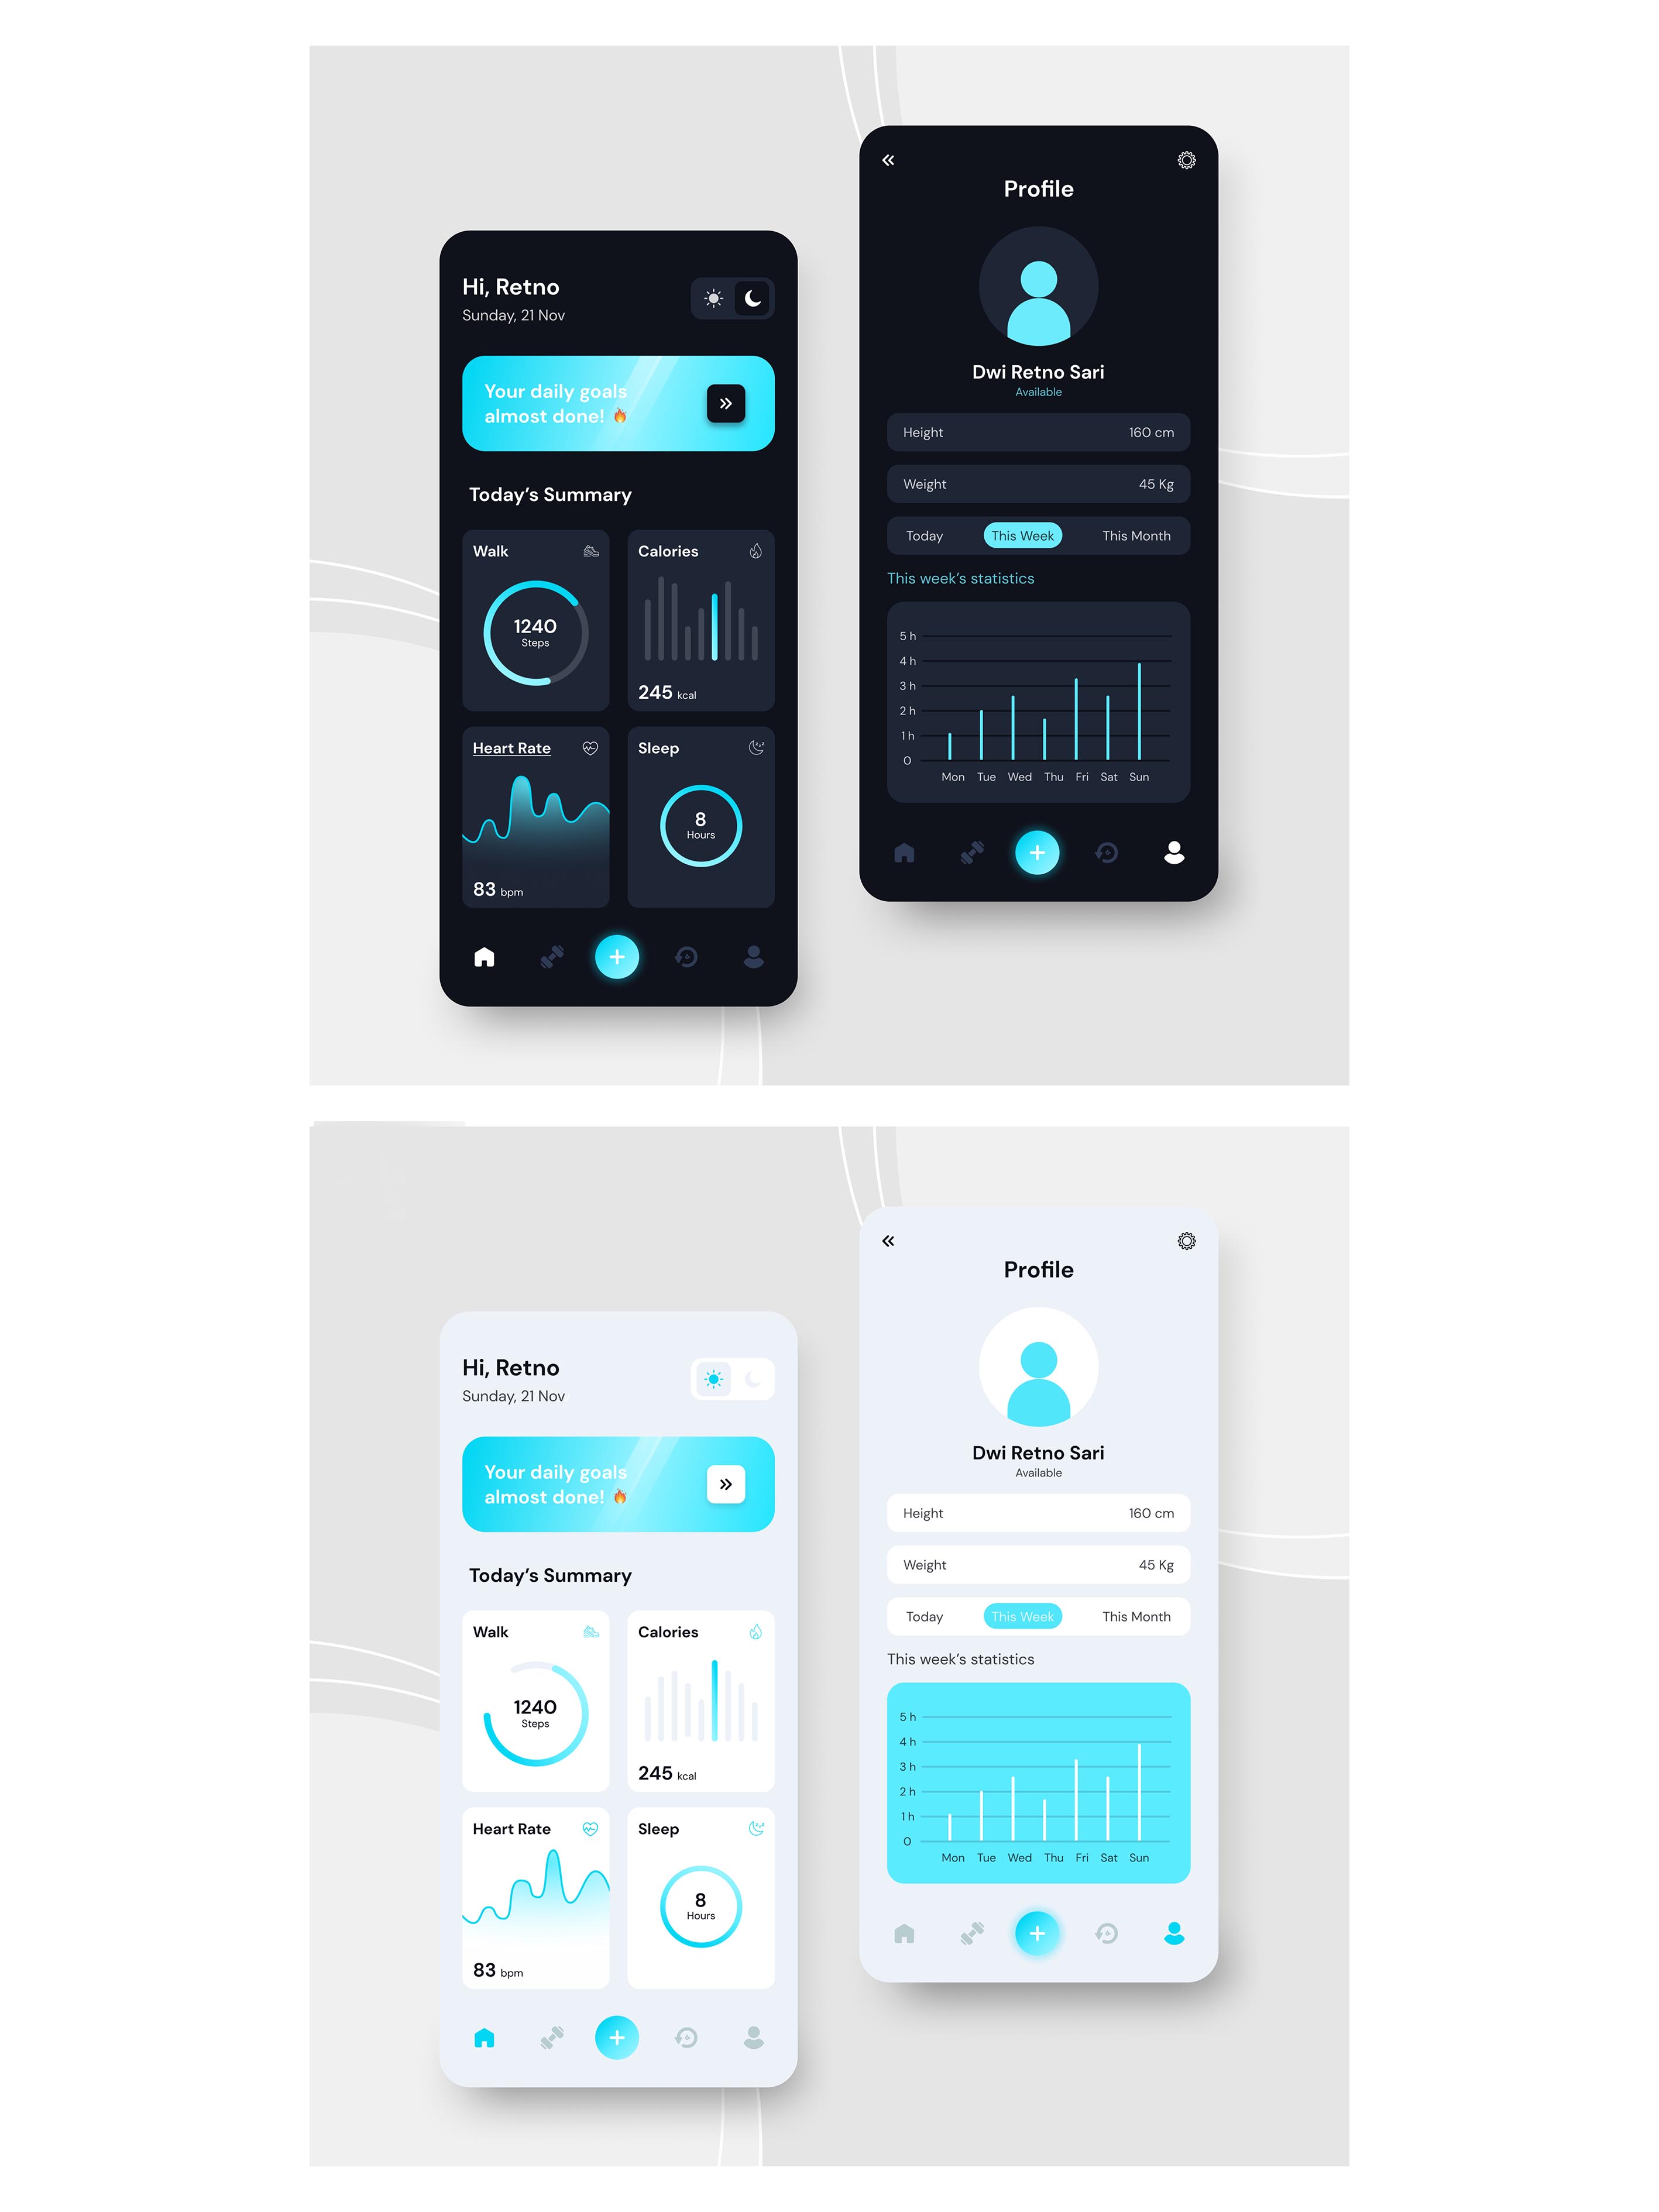 Profile
Hi, Retno
Sunday, 21 Nov
Your daily goals
almost done! 🔥
Today's Summary
Walk
1240
Steps
Calories
245 kcal
Heart Rate
83 bpm
Sleep
8
Hours
Dwi Retno Sari
Available
Height 160 cm
Weight 45 Kg
Today This Week This Month
This week's statistics
5 h
4 h
3 h
2 h
1 h
0
Mon Tue Wed Thu Fri Sat Sun
Profile
Hi, Retno
Sunday, 21 Nov
Your daily goals
almost done! 🔥
Today's Summary
Walk
1240
Steps
Calories
245 kcal
Heart Rate
83 bpm
Sleep
8
Hours
Dwi Retno Sari
Available
Height 160 cm
Weight 45 Kg
Today This Week This Month
This week's statistics
5 h
4 h
3 h
2 h
1 h
0
Mon Tue Wed Thu Fri Sat Sun